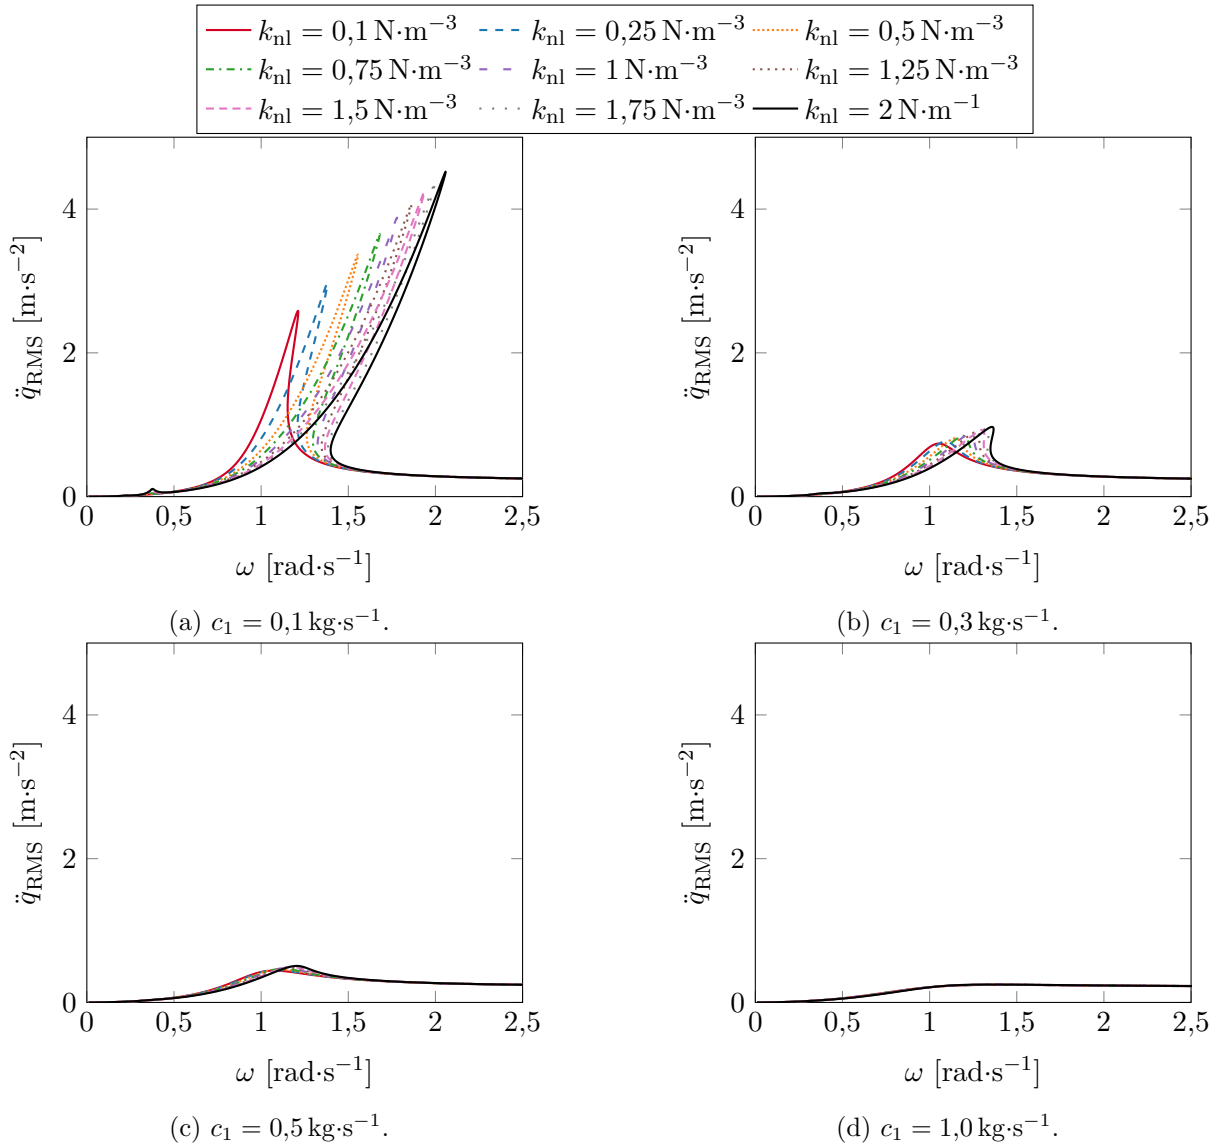 k_nl = 0,1 N·m⁻³ k_nl = 0,25 N·m⁻³ k_nl = 0,5 N·m⁻³
k_nl = 0,75 N·m⁻³ k_nl = 1 N·m⁻³ k_nl = 1,25 N·m⁻³
k_nl = 1,5 N·m⁻³ k_nl = 1,75 N·m⁻³ k_nl = 2 N·m⁻¹
4
2
0
q̈_RMS [m·s⁻²]
0 0,5 1 1,5 2 2,5
ω [rad·s⁻¹]
(a) c₁ = 0,1 kg·s⁻¹.
4
2
0
q̈_RMS [m·s⁻²]
0 0,5 1 1,5 2 2,5
ω [rad·s⁻¹]
(b) c₁ = 0,3 kg·s⁻¹.
4
2
0
q̈_RMS [m·s⁻²]
0 0,5 1 1,5 2 2,5
ω [rad·s⁻¹]
(c) c₁ = 0,5 kg·s⁻¹.
4
2
0
q̈_RMS [m·s⁻²]
0 0,5 1 1,5 2 2,5
ω [rad·s⁻¹]
(d) c₁ = 1,0 kg·s⁻¹.